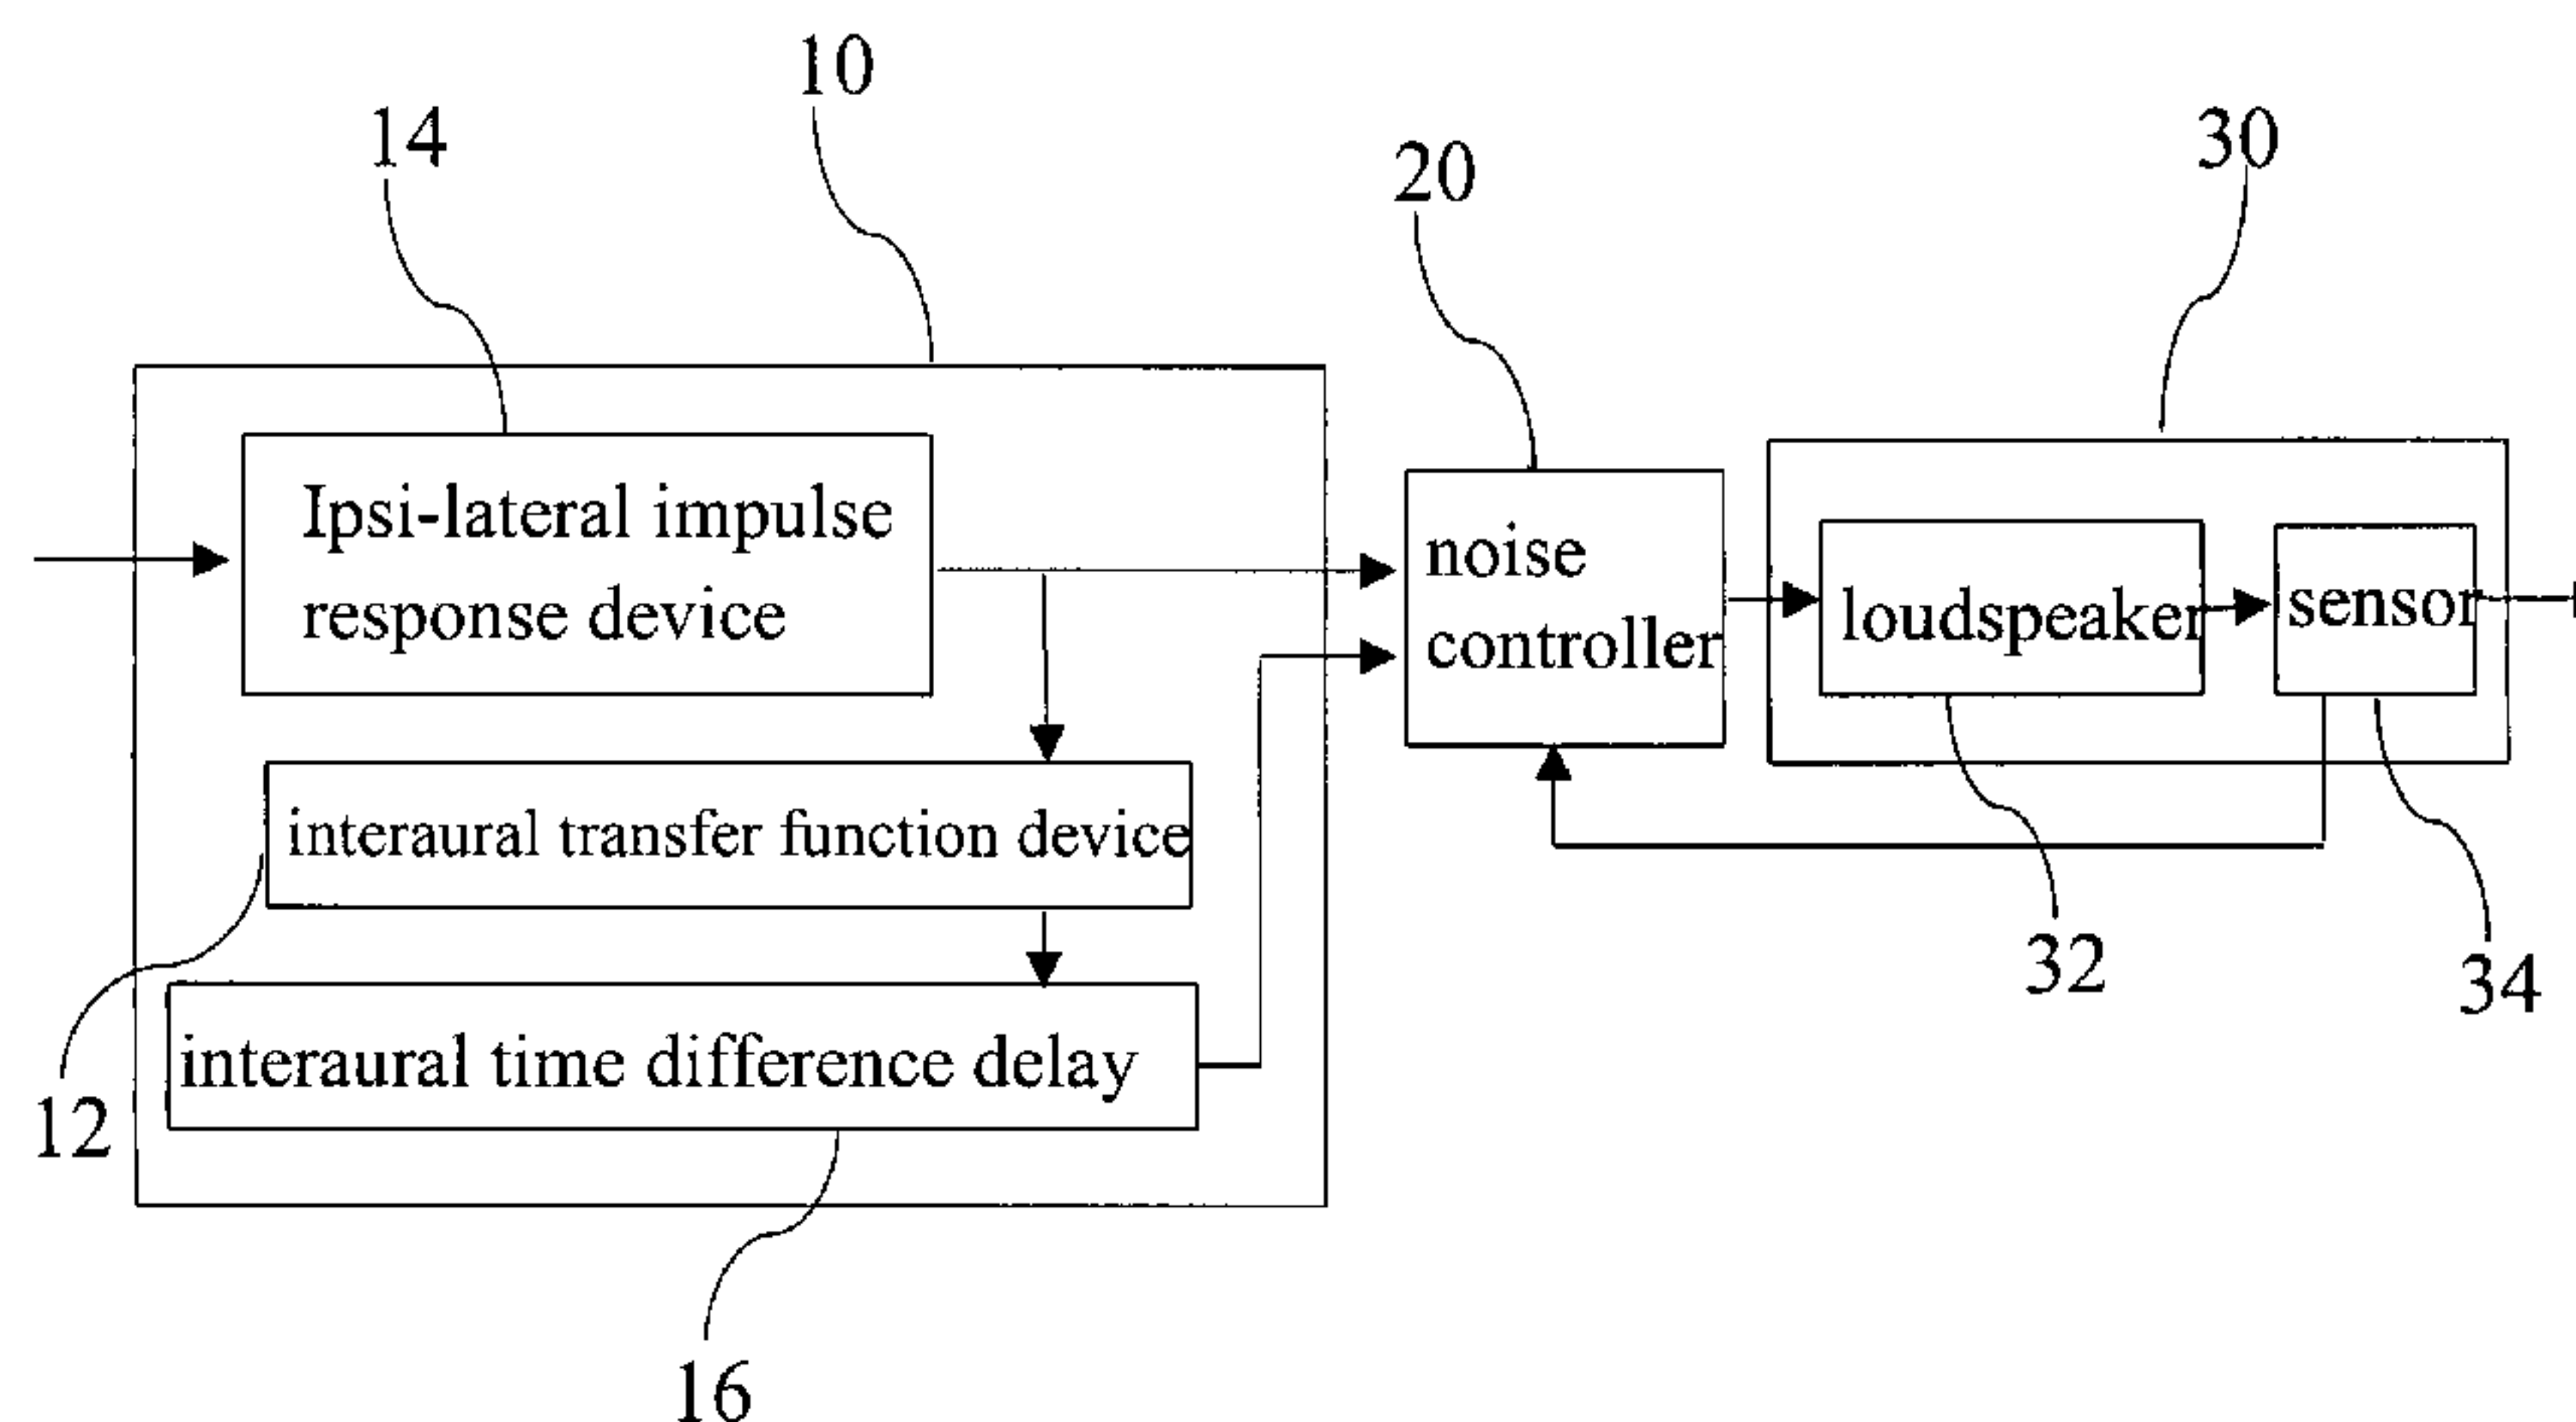 10
14
20
30
Ipsi-lateral impulse
response device
noise
controller
loudspeaker
sensor
interaural transfer function device
interaural time difference delay
12
32
34
16